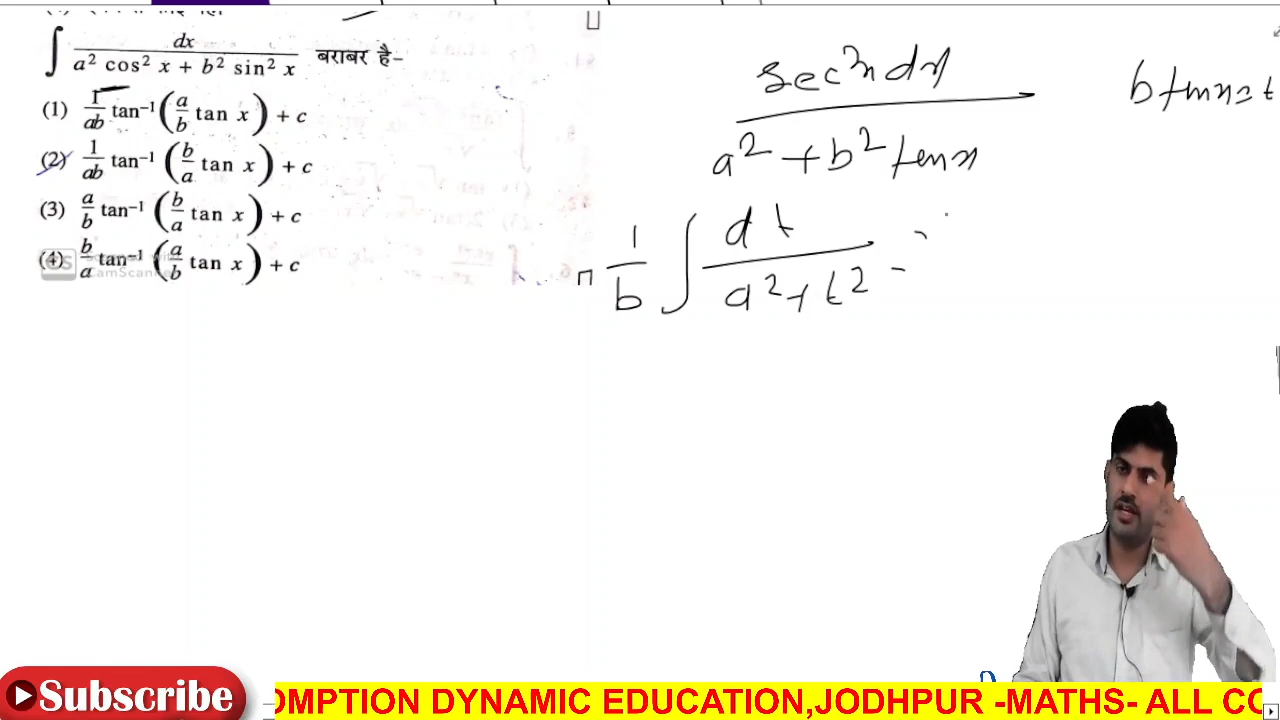 ∫ dx / (a² cos² x + b² sin² x) बराबर है–
(1) 1/ab tan⁻¹ (a/b tan x) + c
(2) 1/ab tan⁻¹ (b/a tan x) + c
(3) a/b tan⁻¹ (b/a tan x) + c
(4) b/a tan⁻¹ (a/b tan x) + c
CamScanner
sec²x dx / (a² + b² tan x)
b tan x = t
1/b ∫ dt / (a² + t²) =
Subscribe
OMPTION DYNAMIC EDUCATION,JODHPUR -MATHS- ALL CO